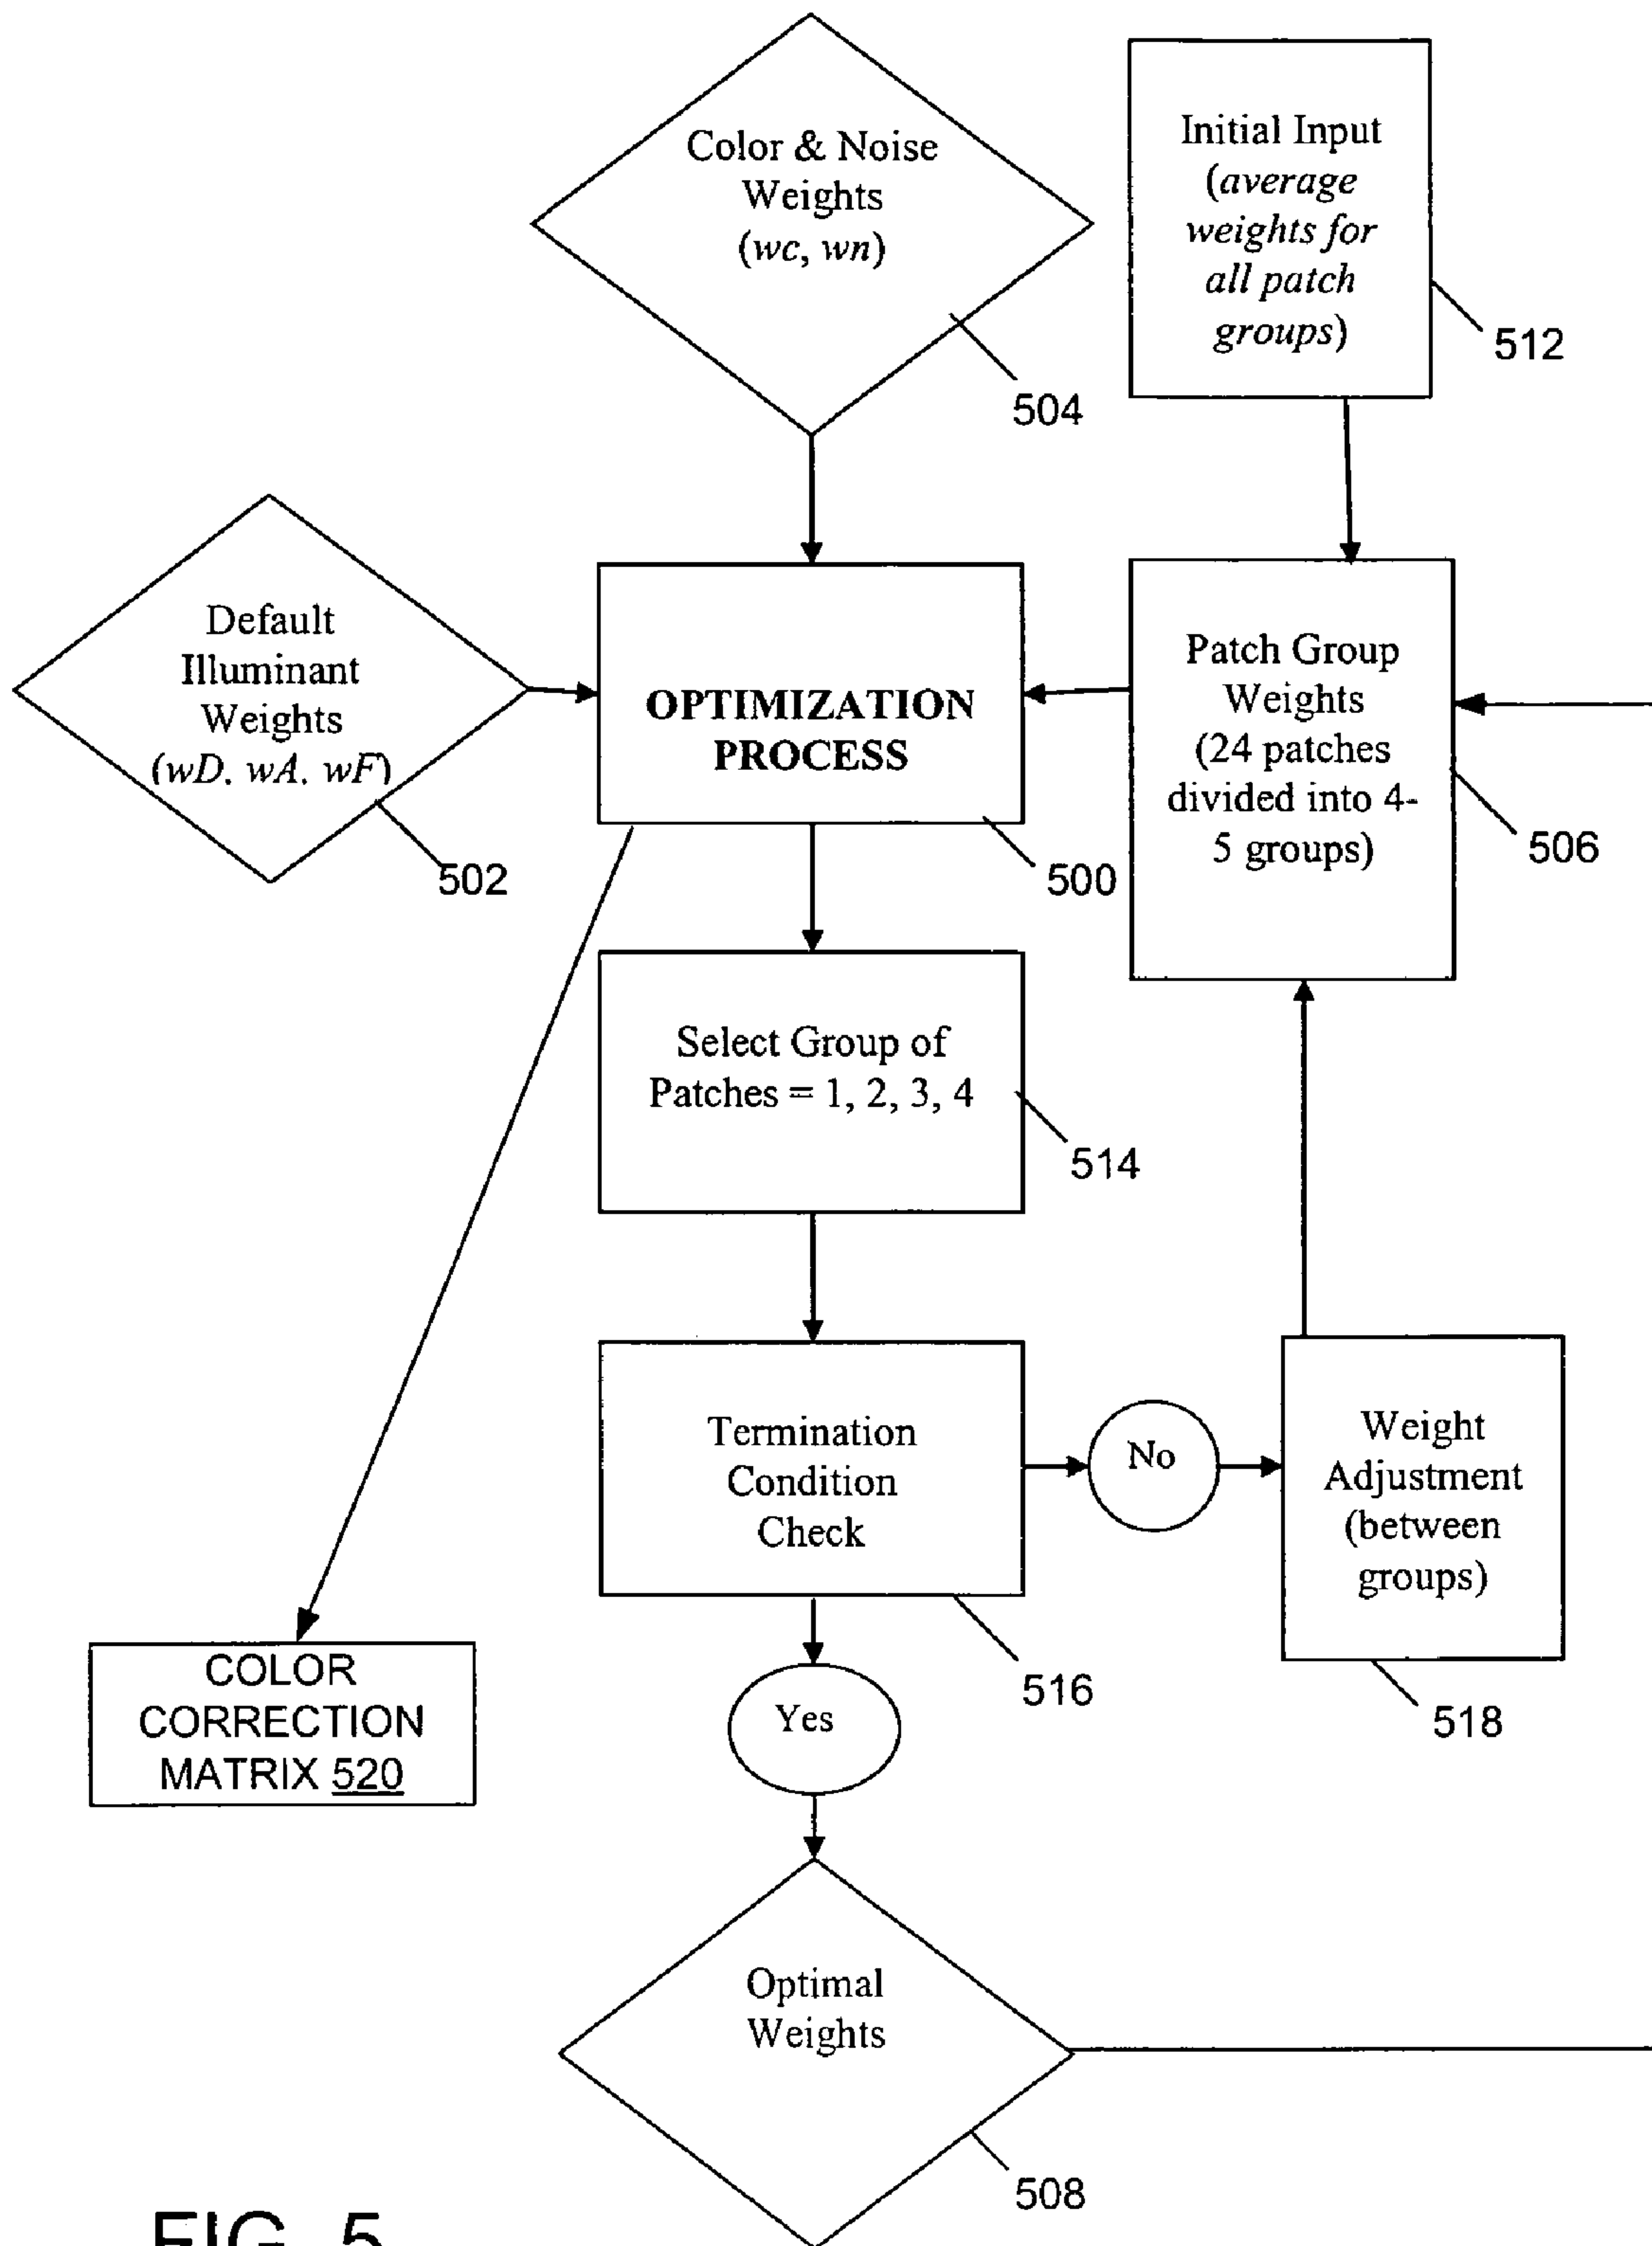 Color & Noise
Weights
(wc, wn)
504
Initial Input
(average
weights for
all patch
groups)
512
Default
Illuminant
Weights
(wD, wA, wF)
502
OPTIMIZATION
PROCESS
500
Patch Group
Weights
(24 patches
divided into 4-
5 groups)
506
Select Group of
Patches = 1, 2, 3, 4
514
Termination
Condition
Check
516
No
Weight
Adjustment
(between
groups)
518
Yes
COLOR
CORRECTION
MATRIX 520
Optimal
Weights
508
FIG. 5